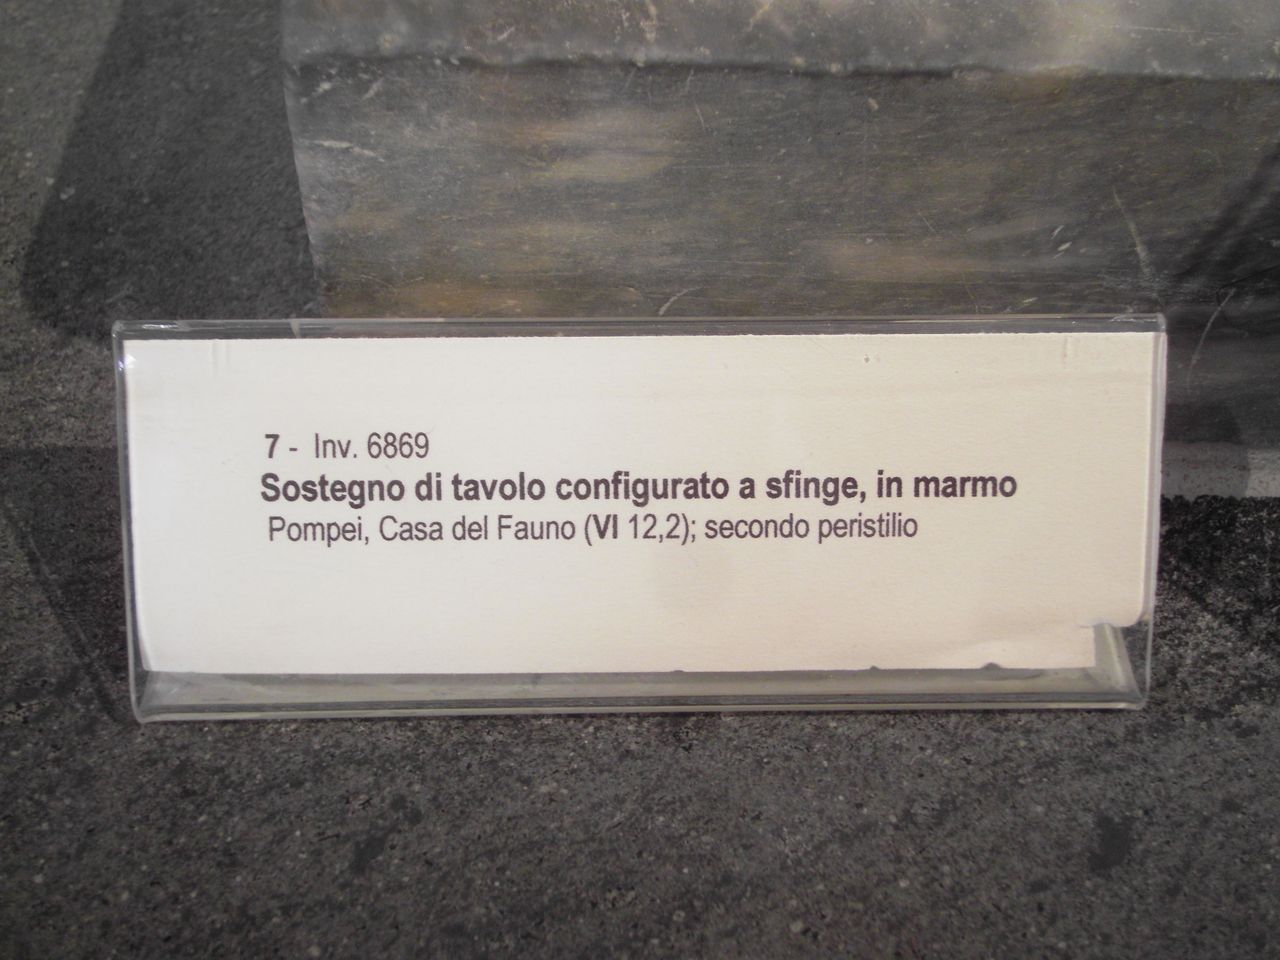 7 - Inv. 6869
Sostegno di tavolo configurato a sfinge, in marmo
Pompei, Casa del Fauno (VI 12,2); secondo peristilio